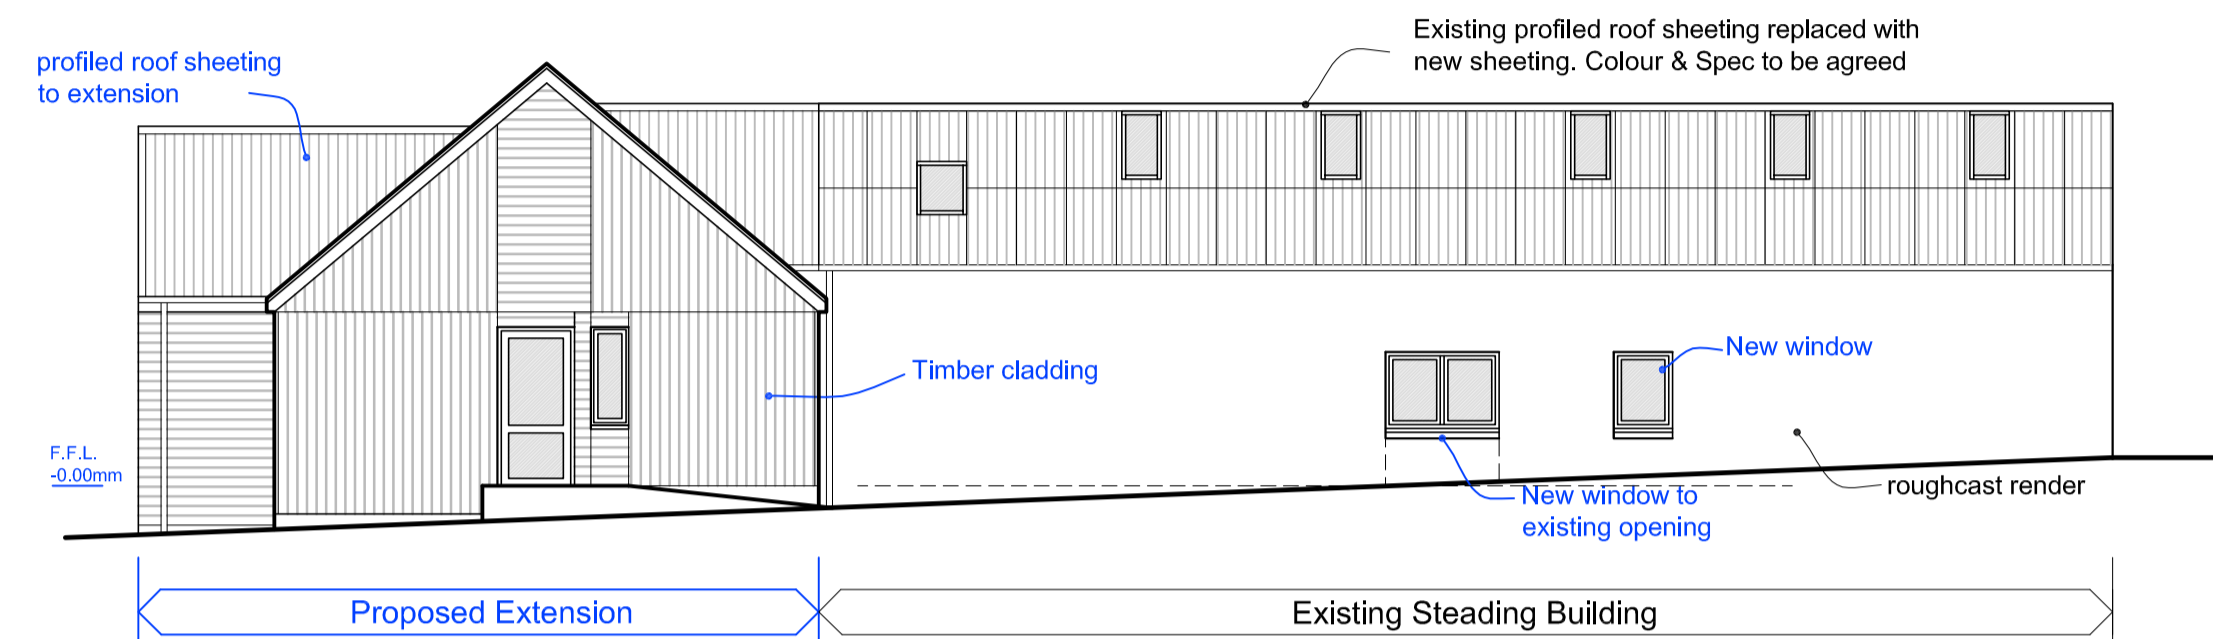 Existing profiled roof sheeting replaced with
new sheeting. Colour & Spec to be agreed
profiled roof sheeting
to extension
New window
Timber cladding
F.F.L.
-0.00mm
roughcast render
New window to
existing opening
Proposed Extension
Existing Steading Building